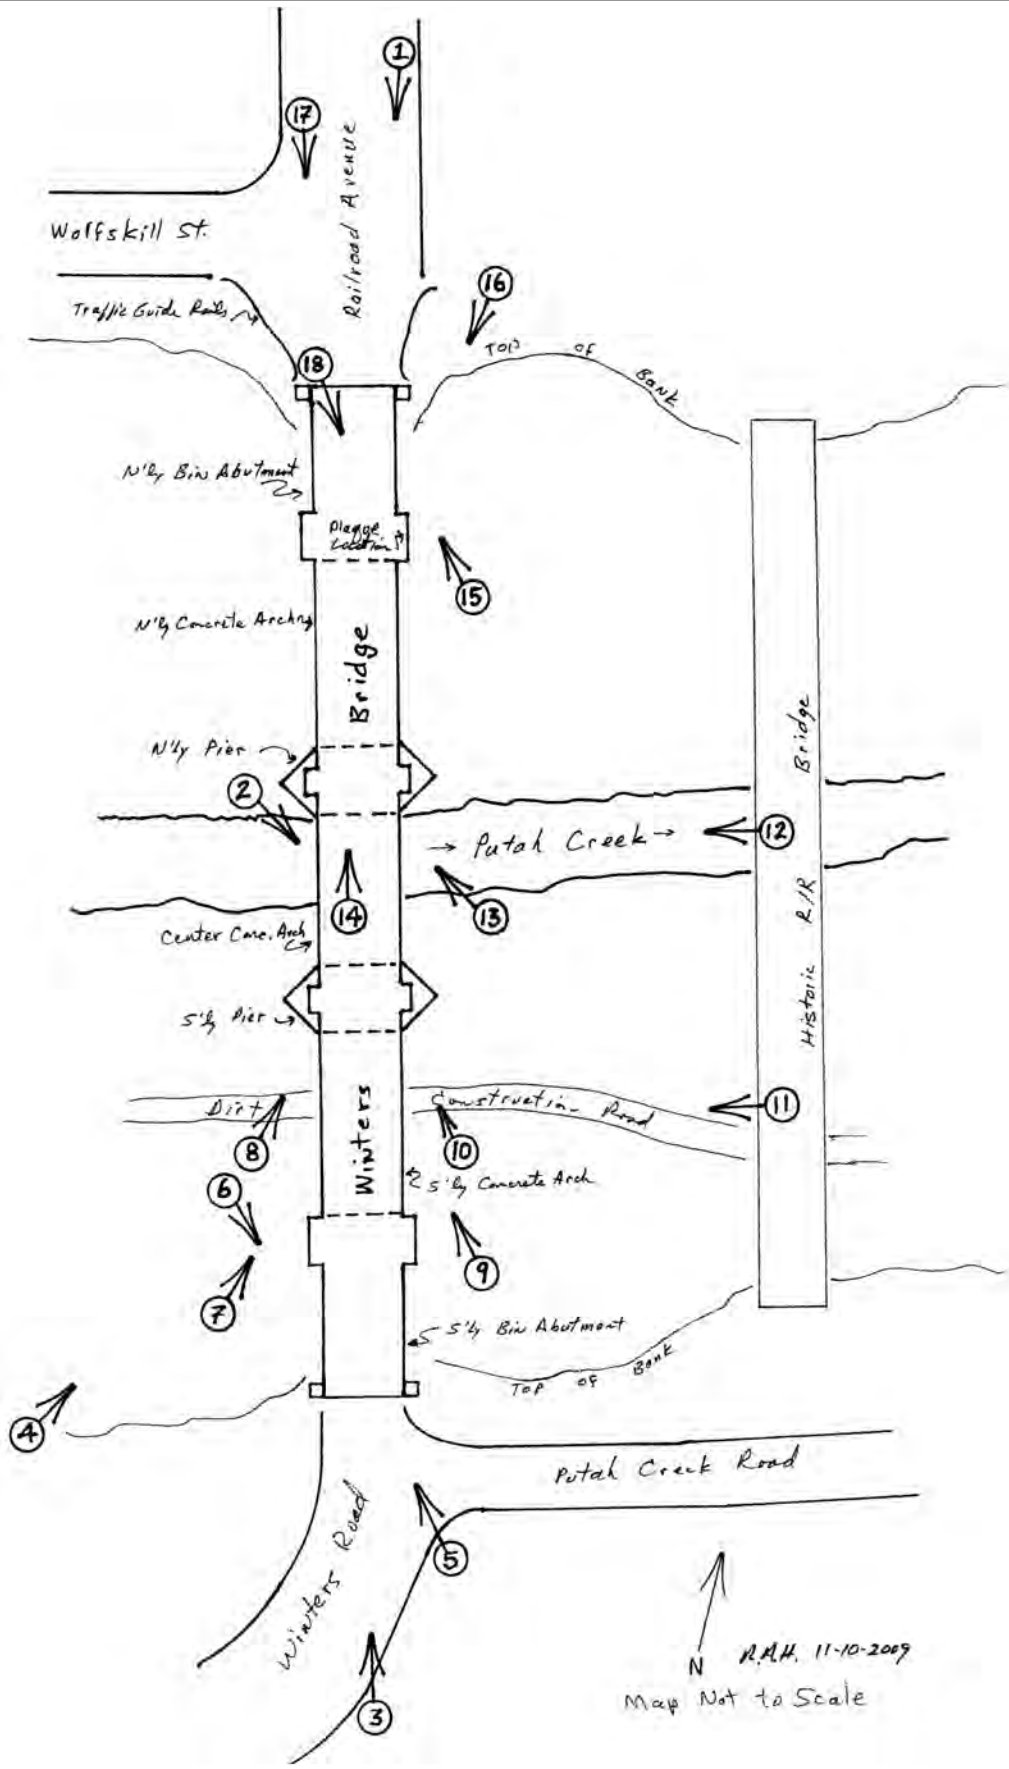 1
17
Railroad Avenue
Wolfskill St.
16
Traffic Guide Rails
TOP OF
Bank
18
N'ly Bin Abutment
Plaque
Location
15
N'ly Concrete Arch
Bridge
N'ly Pier
2
Bridge
12
→ Putah Creek →
14
13
Historic R/R
Center Conc. Arch
S'ly Pier
Dirt
Construction Road
11
8
10
Winters
S'ly Concrete Arch
6
9
7
S'ly Bin Abutment
Top of Bank
4
Putah Creek Road
Winters Road
5
N
R.A.H. 11-10-2009
Map Not to Scale
3